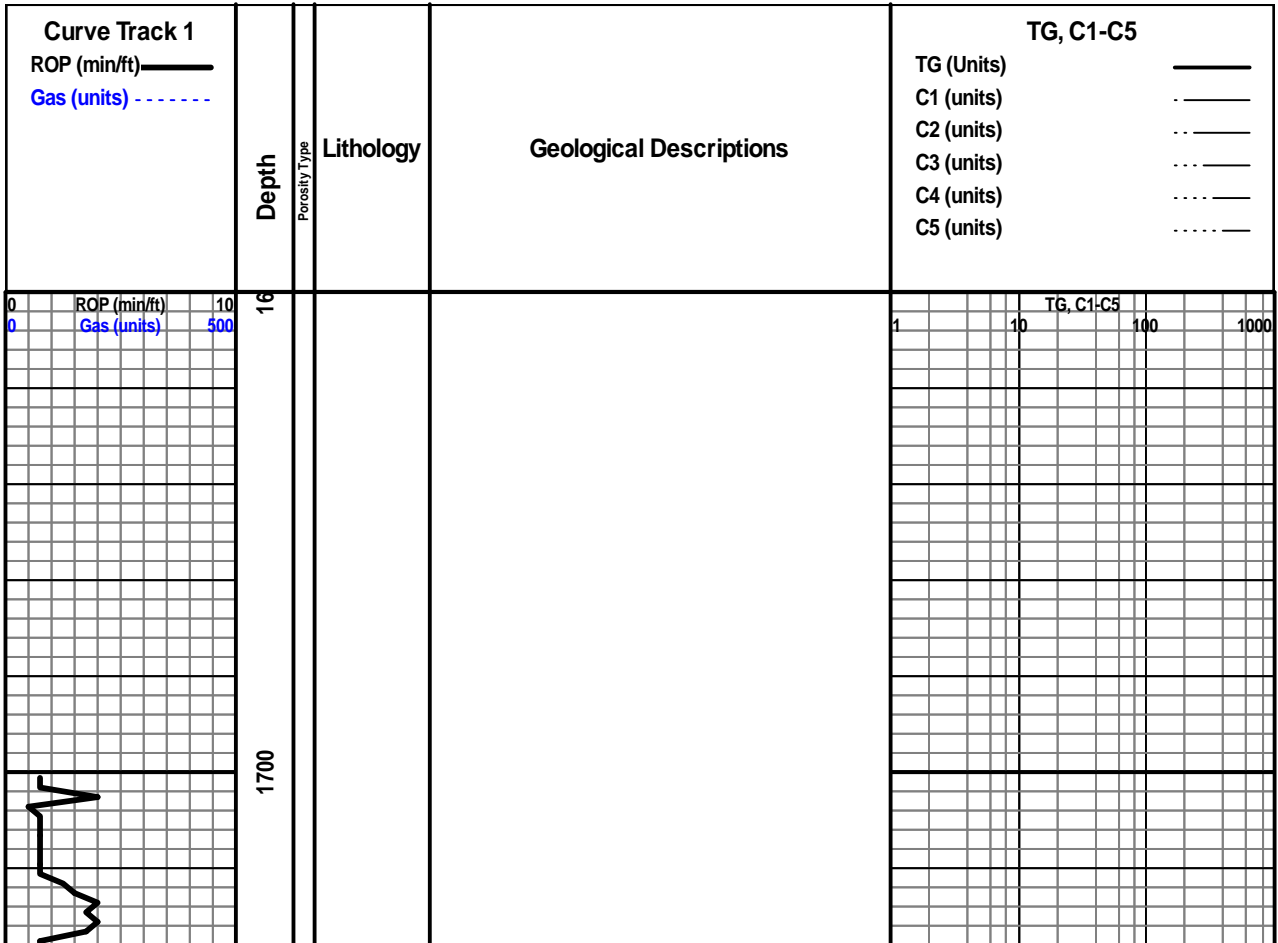 Curve Track 1
ROP (min/ft)
Gas (units)
Depth
Porosity Type
Lithology
Geological Descriptions
TG, C1-C5
TG (Units)
C1 (units)
C2 (units)
C3 (units)
C4 (units)
C5 (units)
0 ROP (min/ft) 10
0 Gas (units) 500
16
TG, C1-C5
1 10 100 1000
1700